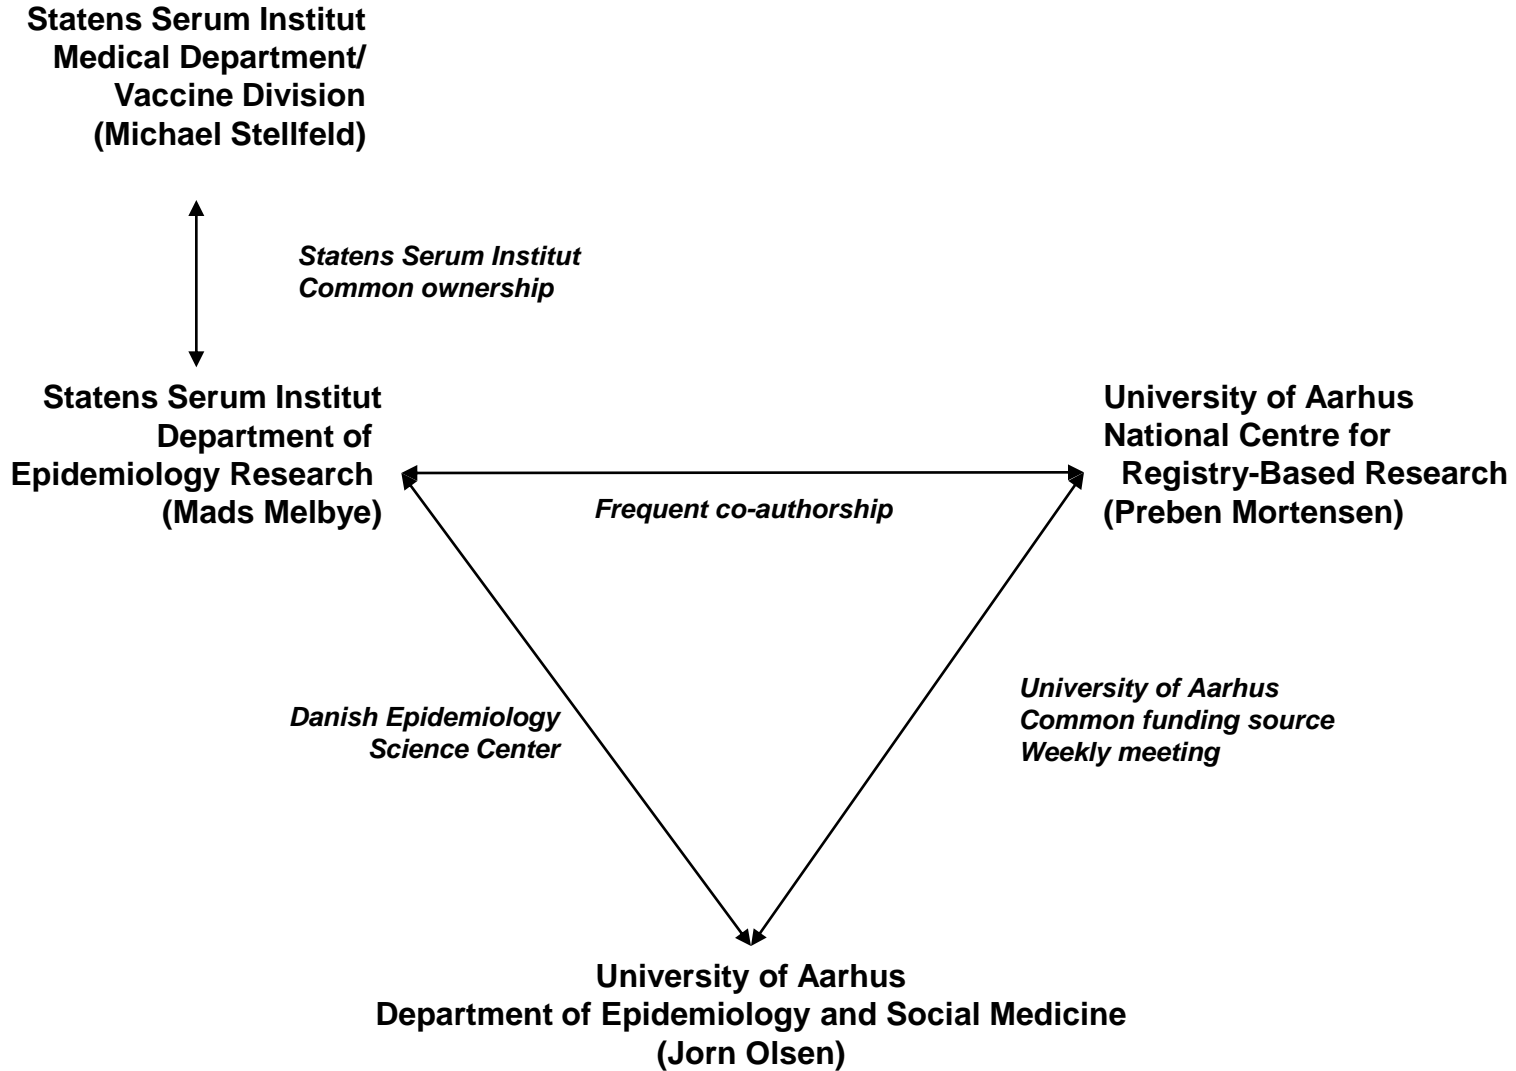 Statens Serum Institut
Medical Department/
Vaccine Division
(Michael Stellfeld)
Statens Serum Institut
Common ownership
Statens Serum Institut
Department of
Epidemiology Research
(Mads Melbye)
University of Aarhus
National Centre for
Registry-Based Research
(Preben Mortensen)
Frequent co-authorship
Danish Epidemiology
Science Center
University of Aarhus
Common funding source
Weekly meeting
University of Aarhus
Department of Epidemiology and Social Medicine
(Jorn Olsen)